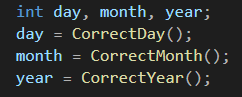 int day, month, year;
day = CorrectDay();
month = CorrectMonth();
year = CorrectYear();